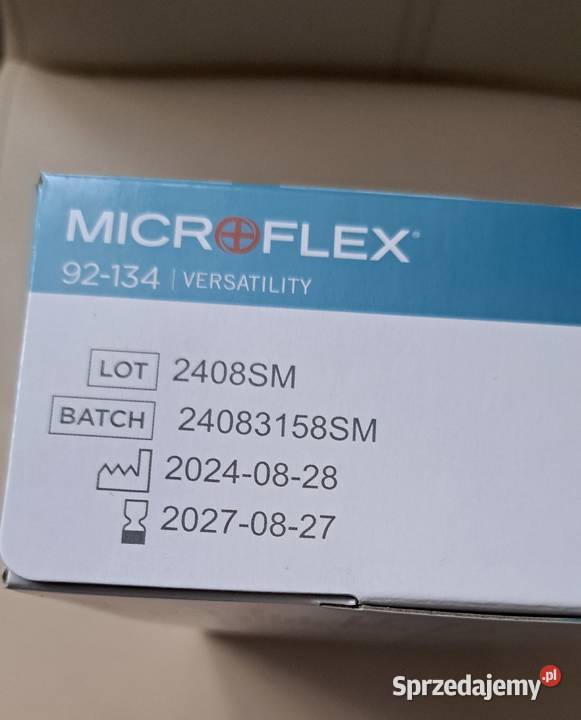 MICROFLEX®
92-134 | VERSATILITY
LOT 2408SM
BATCH 24083158SM
2024-08-28
2027-08-27
Sprzedajemy.pl